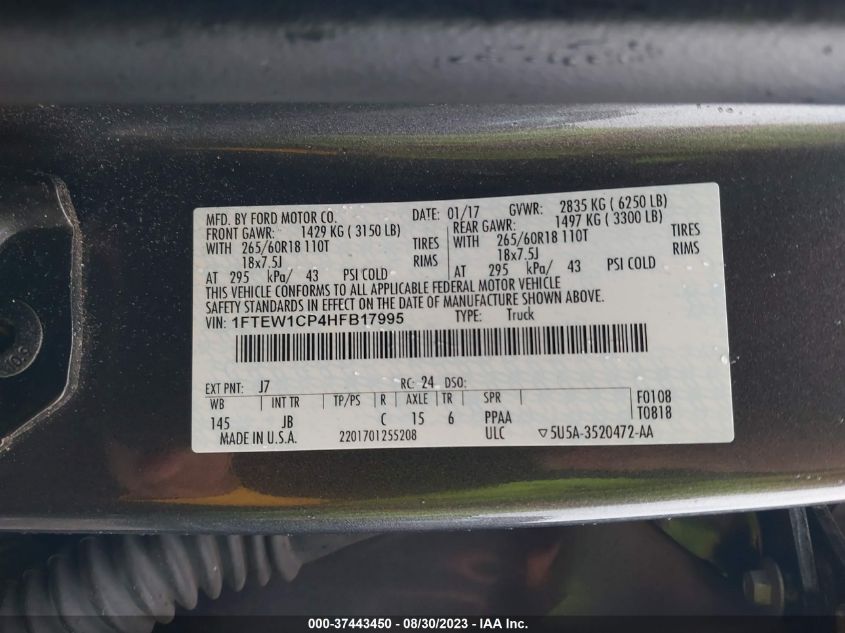 MFD. BY FORD MOTOR CO. DATE: 01/17 GVWR: 2835 KG ( 6250 LB)
FRONT GAWR: 1429 KG ( 3150 LB) REAR GAWR: 1497 KG ( 3300 LB)
WITH 265/60R18 110T TIRES WITH 265/60R18 110T TIRES
18x7.5J RIMS 18x7.5J RIMS
AT 295 kPa/ 43 PSI COLD AT 295 kPa/ 43 PSI COLD
THIS VEHICLE CONFORMS TO ALL APPLICABLE FEDERAL MOTOR VEHICLE
SAFETY STANDARDS IN EFFECT ON THE DATE OF MANUFACTURE SHOWN ABOVE.
VIN: 1FTEW1CP4HFB17995 TYPE: Truck
EXT PNT: J7 RC: 24 DSO:
WB INT TR TP/PS R AXLE TR SPR F0108
145 JB C 15 6 PPAA T0818
MADE IN U.S.A. 2201701255208 ULC ▽5U5A-3520472-AA
000-37443450 - 08/30/2023 - IAA Inc.